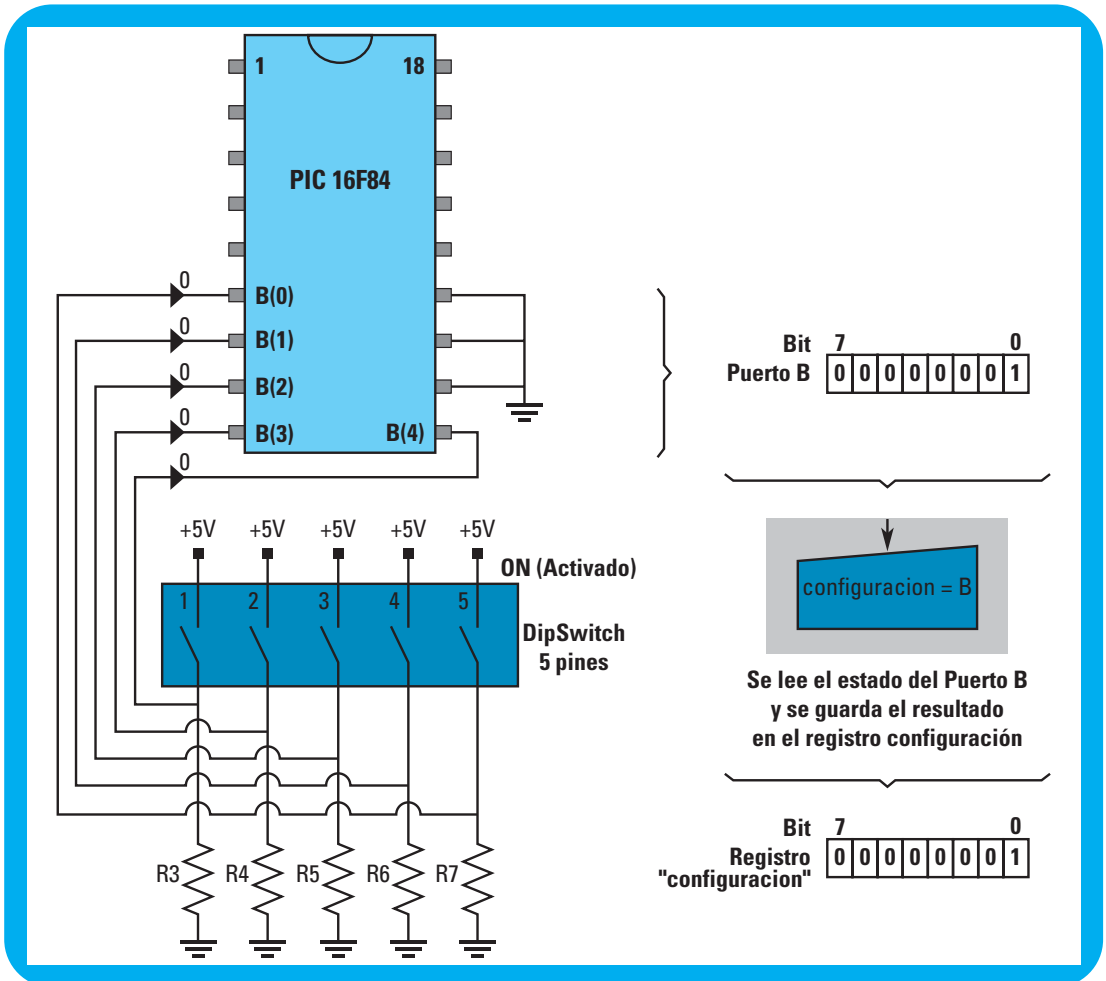 1 18
PIC 16F84
0
B(0)
0
B(1)
0
B(2)
0
B(3) B(4)
0
+5V +5V +5V +5V +5V
ON (Activado)
1 2 3 4 5
DipSwitch
5 pines
R3 R4 R5 R6 R7
Bit 7 0
Puerto B 0 0 0 0 0 0 0 1
configuracion = B
Se lee el estado del Puerto B
y se guarda el resultado
en el registro configuración
Bit 7 0
Registro 0 0 0 0 0 0 0 1
"configuracion"